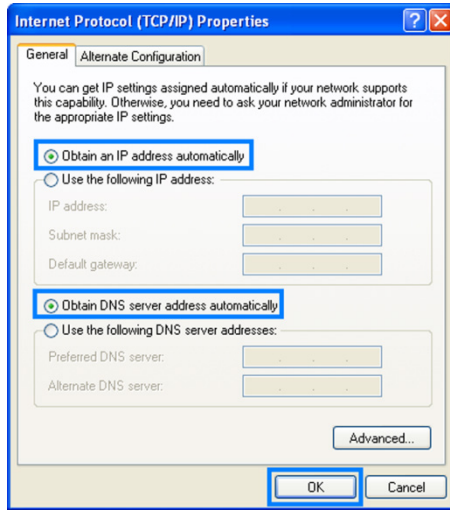 Internet Protocol (TCP/IP) Properties
General Alternate Configuration
You can get IP settings assigned automatically if your network supports
this capability. Otherwise, you need to ask your network administrator for
the appropriate IP settings.
Obtain an IP address automatically
Use the following IP address:
IP address:
Subnet mask:
Default gateway:
Obtain DNS server address automatically
Use the following DNS server addresses:
Preferred DNS server:
Alternate DNS server:
Advanced...
OK Cancel